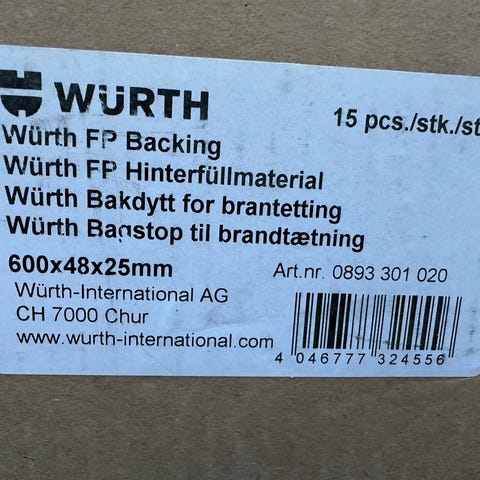 WÜRTH
15 pcs./stk./st
Würth FP Backing
Würth FP Hinterfüllmaterial
Würth Bakdytt for brantetting
Würth Bagstop til brandtætning
600x48x25mm
Art.nr. 0893 301 020
Würth-International AG
CH 7000 Chur
www.wurth-international.com
4 046777 324556